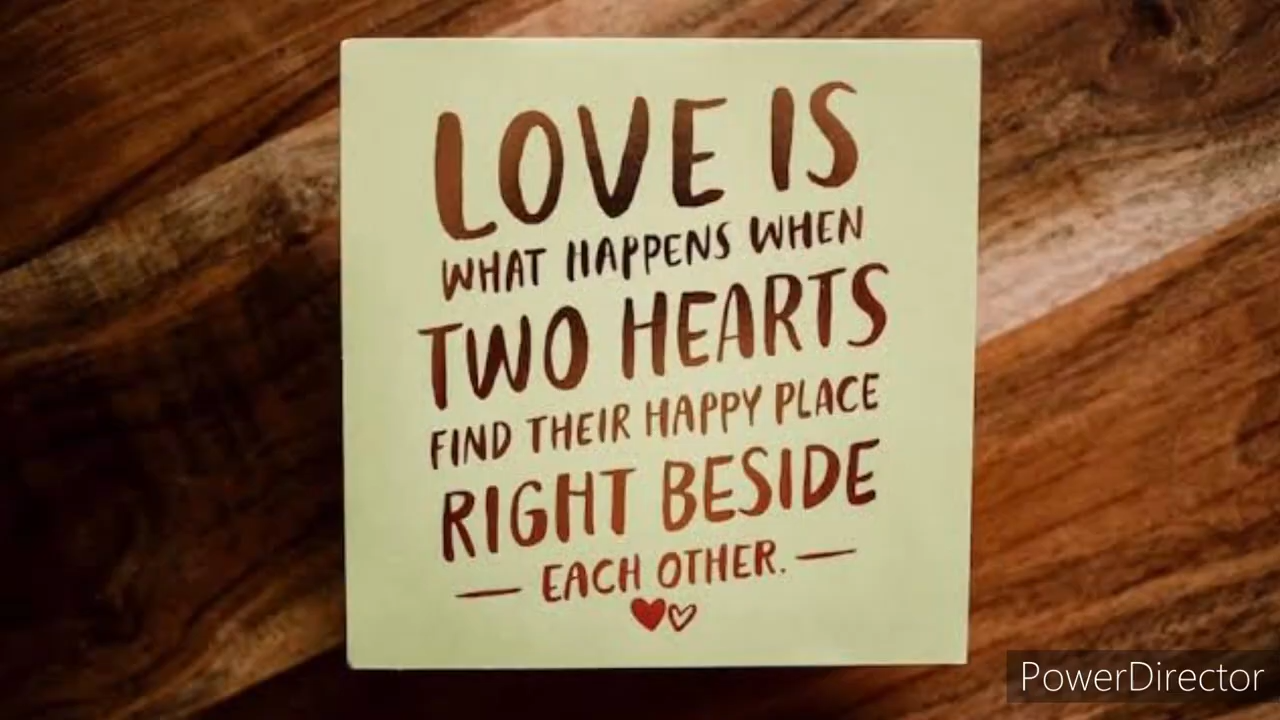 LOVE IS
WHAT HAPPENS WHEN
TWO HEARTS
FIND THEIR HAPPY PLACE
RIGHT BESIDE
EACH OTHER.
PowerDirector